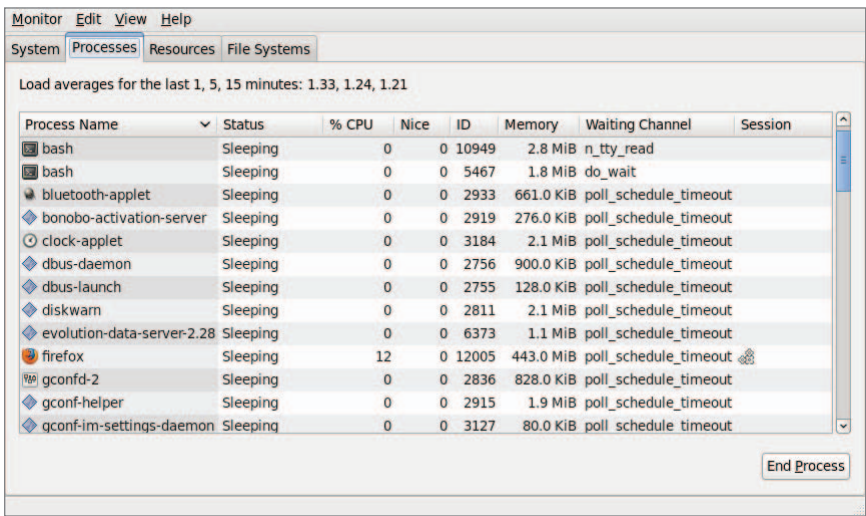 Monitor Edit View Help
System Processes Resources File Systems
Load averages for the last 1, 5, 15 minutes: 1.33, 1.24, 1.21
Process Name Status % CPU Nice ID Memory Waiting Channel Session
bash Sleeping 0 0 10949 2.8 MiB n_tty_read
bash Sleeping 0 0 5467 1.8 MiB do_wait
bluetooth-applet Sleeping 0 0 2933 661.0 KiB poll_schedule_timeout
bonobo-activation-server Sleeping 0 0 2919 276.0 KiB poll_schedule_timeout
clock-applet Sleeping 0 0 3184 2.1 MiB poll_schedule_timeout
dbus-daemon Sleeping 0 0 2756 900.0 KiB poll_schedule_timeout
dbus-launch Sleeping 0 0 2755 128.0 KiB poll_schedule_timeout
diskwarn Sleeping 0 0 2811 2.1 MiB poll_schedule_timeout
evolution-data-server-2.28 Sleeping 0 0 6373 1.1 MiB poll_schedule_timeout
firefox Sleeping 12 0 12005 443.0 MiB poll_schedule_timeout
gconfd-2 Sleeping 0 0 2836 828.0 KiB poll_schedule_timeout
gconf-helper Sleeping 0 0 2915 1.9 MiB poll_schedule_timeout
gconf-im-settings-daemon Sleeping 0 0 3127 80.0 KiB poll_schedule_timeout
End Process